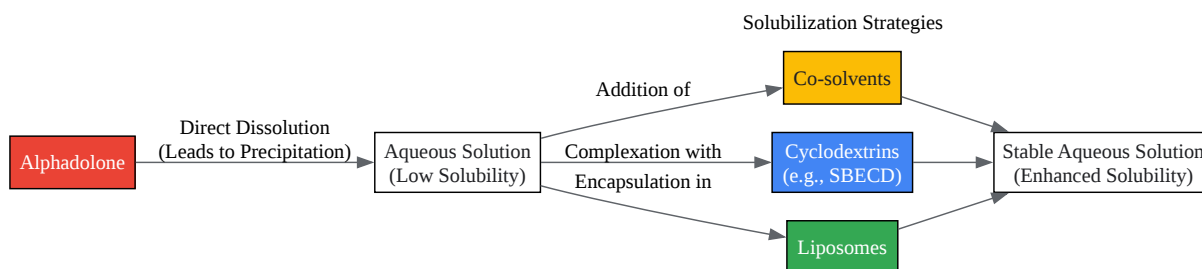 Solubilization Strategies
Alphadolone
Direct Dissolution
(Leads to Precipitation)
Aqueous Solution
(Low Solubility)
Addition of
Complexation with
Encapsulation in
Co-solvents
Cyclodextrins
(e.g., SBECD)
Liposomes
Stable Aqueous Solution
(Enhanced Solubility)